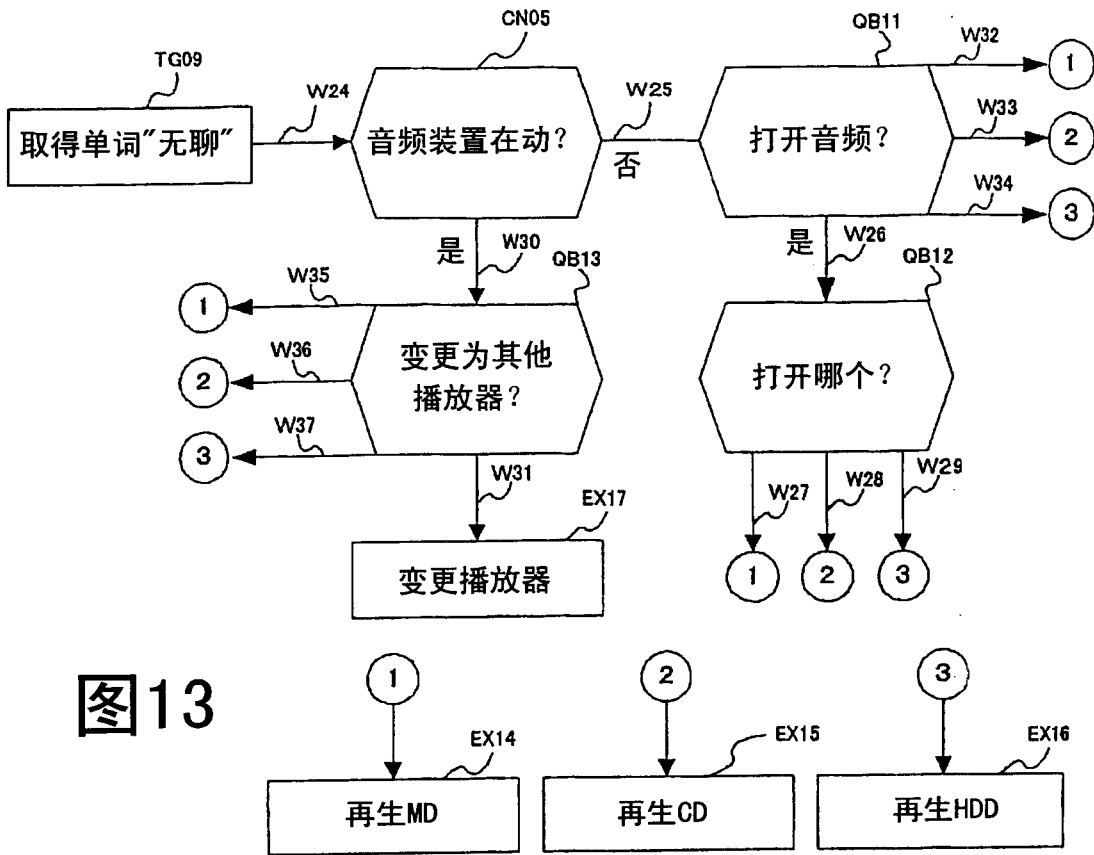 CN05
QB11
TG09
W24
W25
W32
W33
W34
取得单词"无聊"
音频装置在动?
否
打开音频?
1
2
3
是
W30
QB13
是
W26
QB12
W35
W36
W37
1
2
3
变更为其他
播放器?
打开哪个?
W31
EX17
W27
W28
W29
变更播放器
1
2
3
图13
1
2
3
EX14
EX15
EX16
再生MD
再生CD
再生HDD